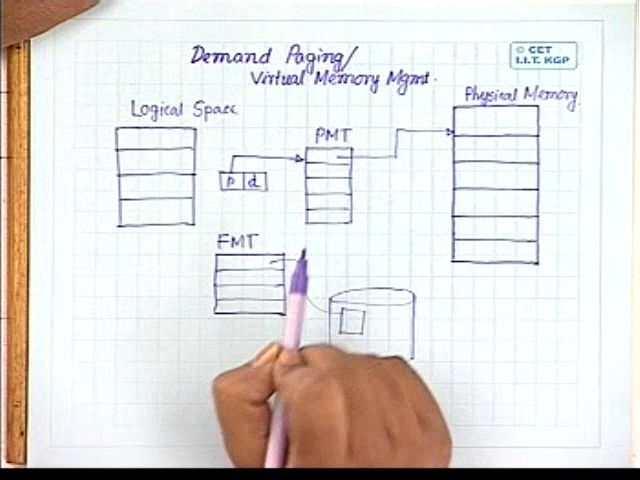 Demand Paging/
Virtual Memory Mgmt.
© CET
I.I.T. KGP
Logical Space
PMT
Physical Memory
p d
FMT